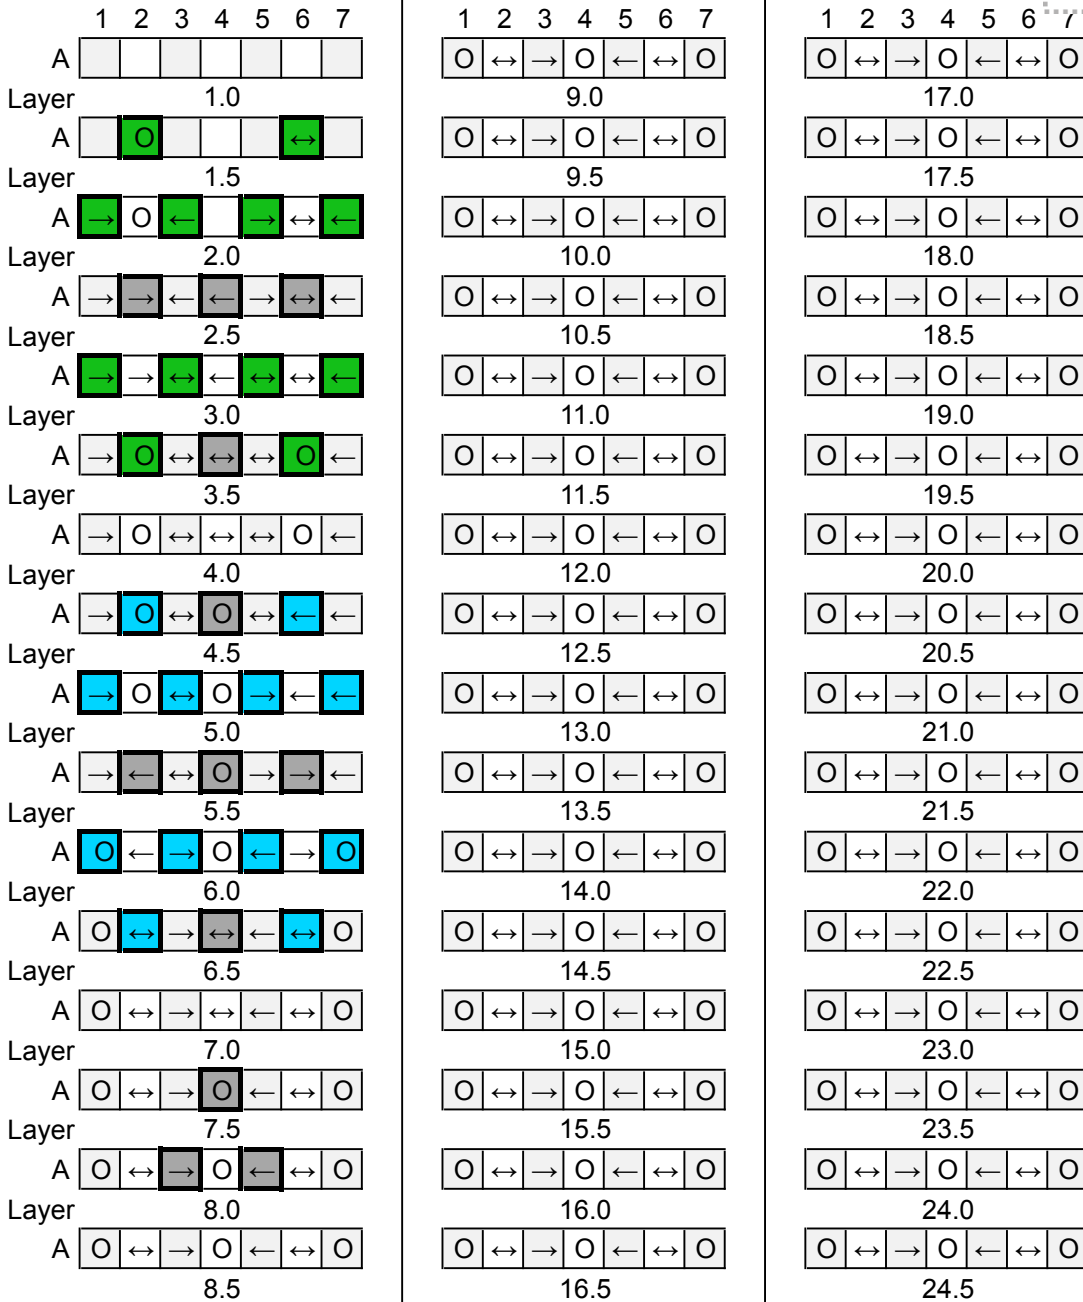 1 2 3 4 5 6 7
A
Layer 1.0
A O ↔
Layer 1.5
A → O ← → ↔ ←
Layer 2.0
A → → ← ← → ↔ ←
Layer 2.5
A → → ↔ ← ↔ ↔ ←
Layer 3.0
A → O ↔ ↔ ↔ O ←
Layer 3.5
A → O ↔ ↔ ↔ O ←
Layer 4.0
A → O ↔ O ↔ ← ←
Layer 4.5
A → O ↔ O → ← ←
Layer 5.0
A → ← ↔ O → → ←
Layer 5.5
A O ← → O ← → O
Layer 6.0
A O ↔ → ↔ ← ↔ O
Layer 6.5
A O ↔ → ↔ ← ↔ O
Layer 7.0
A O ↔ → O ← ↔ O
Layer 7.5
A O ↔ → O ← ↔ O
Layer 8.0
A O ↔ → O ← ↔ O
8.5
1 2 3 4 5 6 7
O ↔ → O ← ↔ O
9.0
O ↔ → O ← ↔ O
9.5
O ↔ → O ← ↔ O
10.0
O ↔ → O ← ↔ O
10.5
O ↔ → O ← ↔ O
11.0
O ↔ → O ← ↔ O
11.5
O ↔ → O ← ↔ O
12.0
O ↔ → O ← ↔ O
12.5
O ↔ → O ← ↔ O
13.0
O ↔ → O ← ↔ O
13.5
O ↔ → O ← ↔ O
14.0
O ↔ → O ← ↔ O
14.5
O ↔ → O ← ↔ O
15.0
O ↔ → O ← ↔ O
15.5
O ↔ → O ← ↔ O
16.0
O ↔ → O ← ↔ O
16.5
1 2 3 4 5 6 7
O ↔ → O ← ↔ O
17.0
O ↔ → O ← ↔ O
17.5
O ↔ → O ← ↔ O
18.0
O ↔ → O ← ↔ O
18.5
O ↔ → O ← ↔ O
19.0
O ↔ → O ← ↔ O
19.5
O ↔ → O ← ↔ O
20.0
O ↔ → O ← ↔ O
20.5
O ↔ → O ← ↔ O
21.0
O ↔ → O ← ↔ O
21.5
O ↔ → O ← ↔ O
22.0
O ↔ → O ← ↔ O
22.5
O ↔ → O ← ↔ O
23.0
O ↔ → O ← ↔ O
23.5
O ↔ → O ← ↔ O
24.0
O ↔ → O ← ↔ O
24.5